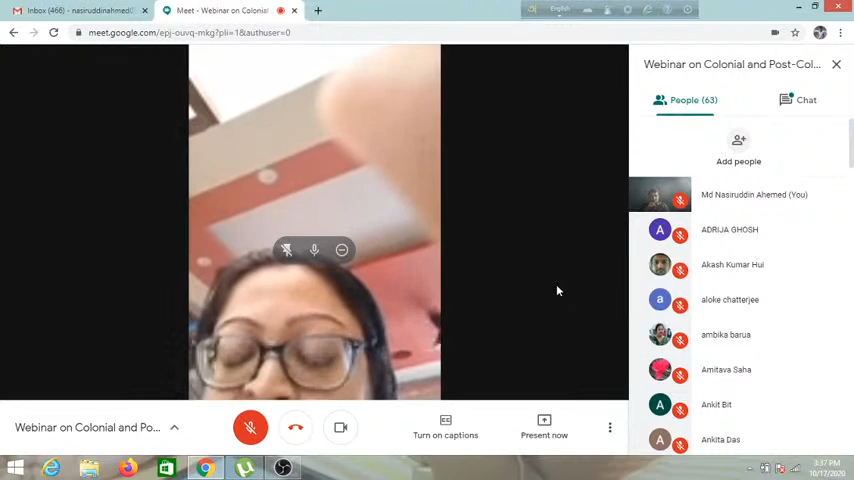 Inbox (466) - nasiruddinahmed0
Meet - Webinar on Colonial
English
meet.google.com/epj-ouvq-mkg?pli=1&authuser=0
Webinar on Colonial and Post-Col...
People (63)
Chat
Add people
Md Nasiruddin Ahemed (You)
A ADRIJA GHOSH
Akash Kumar Hui
a aloke chatterjee
ambika barua
Amitava Saha
A Ankit Bit
A Ankita Das
Webinar on Colonial and Po...
Turn on captions
Present now
3:37 PM
10/17/2020